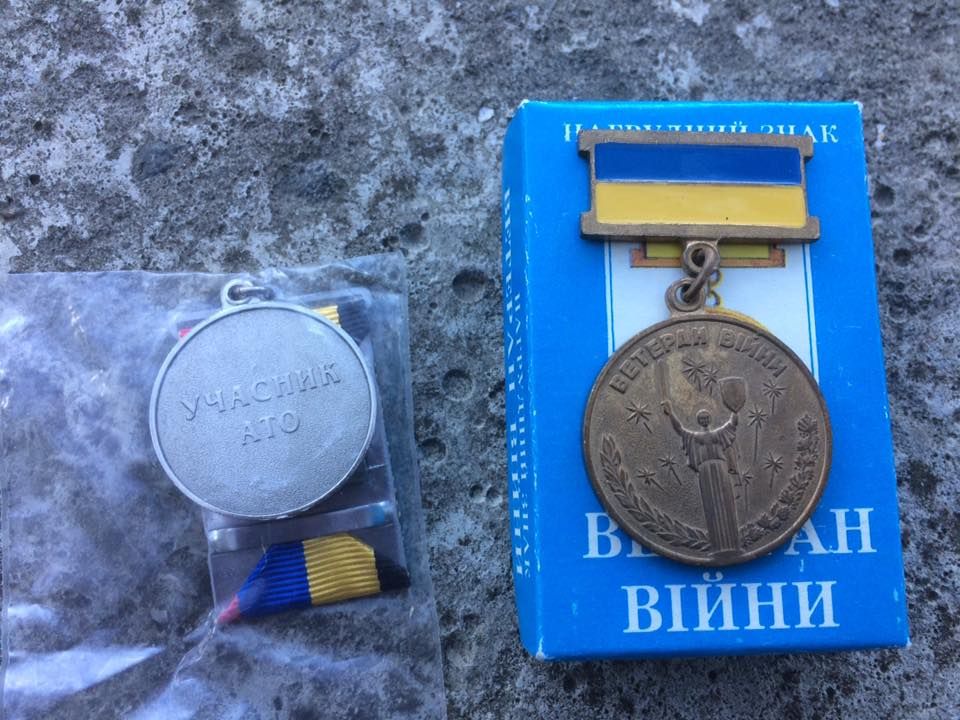 УЧАСНИК
АТО
НАГРУДНИЙ ЗНАК
ВЕТЕРАН ВІЙНИ
ВІЙНИ